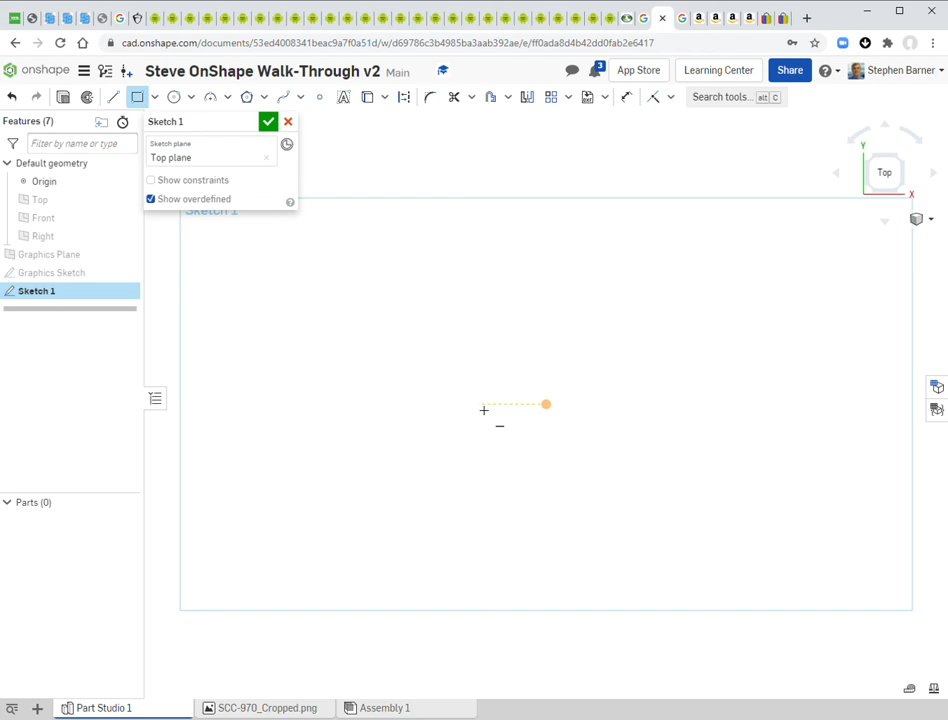 cad.onshape.com/documents/53ed4008341beac9a7f0a51d/w/d69786c3b4985ba3aab392ae/e/ff0ada8d4b42dd0fab2e6417
onshape
Steve OnShape Walk-Through v2 Main
3
App Store
Learning Center
Share
Stephen Barner
Search tools... alt C
Features (7)
Sketch 1
Filter by name or type
Sketch plane
Top plane
Default geometry
Origin
Show constraints
Top
Show overdefined
Front
Sketch 1
Right
Graphics Plane
Graphics Sketch
Sketch 1
Y
Top
X
Parts (0)
Part Studio 1
SCC-970_Cropped.png
Assembly 1